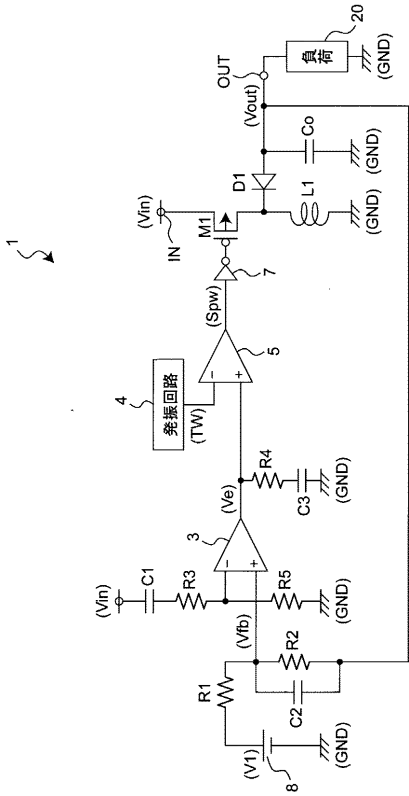 1
(Vin)
IN
M1
7
(Spw)
5
4
発振回路
(TW)
−
+
D1
L1
(GND)
Co
(GND)
(Vout)
OUT
負荷
20
(GND)
(Ve)
3
−
+
R4
C3
(GND)
(Vin)
C1
R3
R5
(GND)
(Vfb)
R1
R2
C2
(V1)
8
(GND)